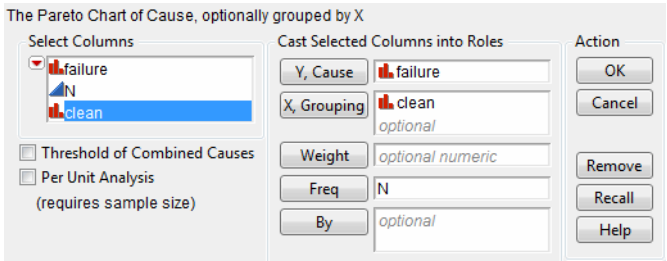 The Pareto Chart of Cause, optionally grouped by X
Select Columns
failure
N
clean
Threshold of Combined Causes
Per Unit Analysis
(requires sample size)
Cast Selected Columns into Roles
Y, Cause failure
X, Grouping clean
optional
Weight optional numeric
Freq N
By optional
Action
OK
Cancel
Remove
Recall
Help